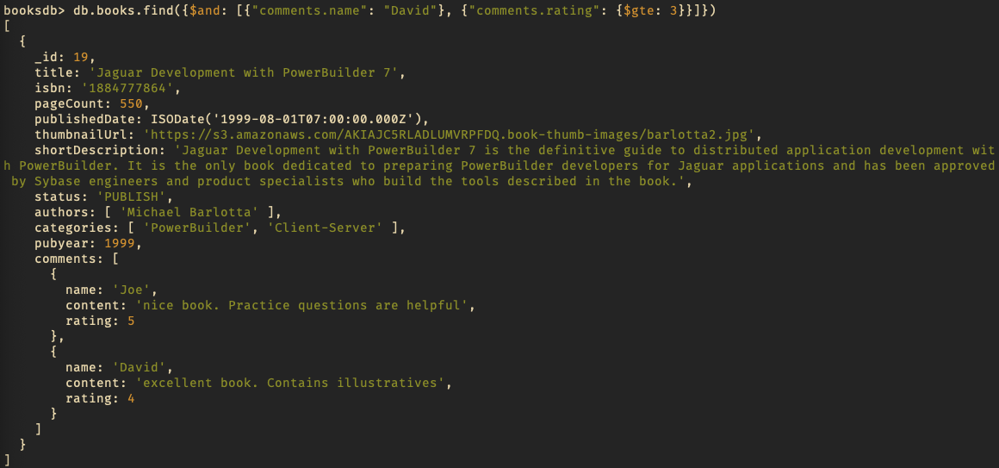 booksdb> db.books.find({$and: [{"comments.name": "David"}, {"comments.rating": {$gte: 3}}]})
[
  {
    _id: 19,
    title: 'Jaguar Development with PowerBuilder 7',
    isbn: '1884777864',
    pageCount: 550,
    publishedDate: ISODate('1999-08-01T07:00:00.000Z'),
    thumbnailUrl: 'https://s3.amazonaws.com/AKIAJC5RLADLUMVRPFDQ.book-thumb-images/barlotta2.jpg',
    shortDescription: 'Jaguar Development with PowerBuilder 7 is the definitive guide to distributed application development wit
h PowerBuilder. It is the only book dedicated to preparing PowerBuilder developers for Jaguar applications and has been approved
 by Sybase engineers and product specialists who build the tools described in the book.',
    status: 'PUBLISH',
    authors: [ 'Michael Barlotta' ],
    categories: [ 'PowerBuilder', 'Client-Server' ],
    pubyear: 1999,
    comments: [
      {
        name: 'Joe',
        content: 'nice book. Practice questions are helpful',
        rating: 5
      },
      {
        name: 'David',
        content: 'excellent book. Contains illustratives',
        rating: 4
      }
    ]
  }
]